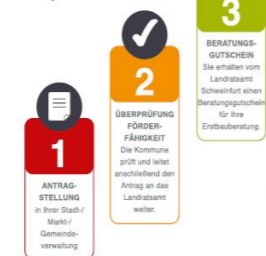 3
BERATUNGS-
GUTSCHEIN
Sie erhalten vom
Landratsamt
Schweinfurt einen
Beratungsgutschein
für Ihre
Erstbauberatung.
2
ÜBERPRÜFUNG
FÖRDER-
FÄHIGKEIT
Die Kommune
prüft und leitet
anschließend den
Antrag an das
Landratsamt
weiter.
1
ANTRAG-
STELLUNG
in Ihrer Stadt-/
Markt-/
Gemeinde-
verwaltung